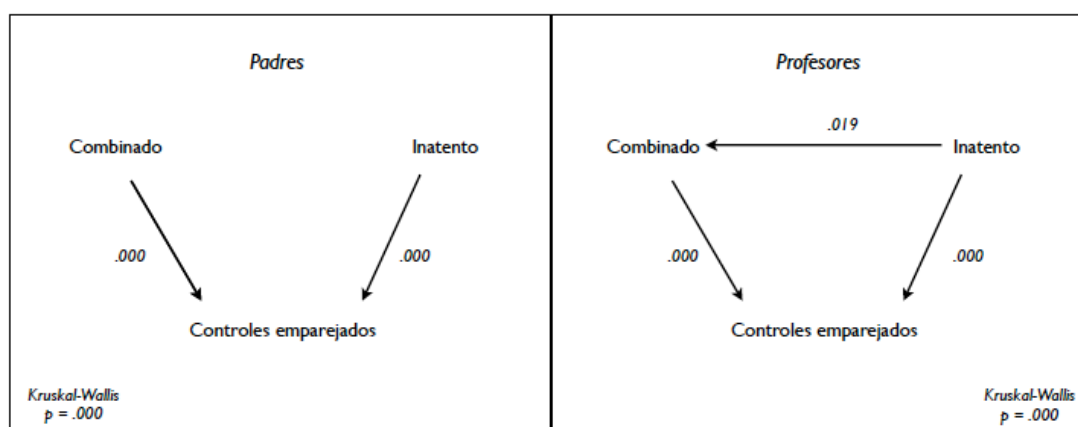 Padres
Combinado
Inatento
.000
.000
Controles emparejados
Kruskal-Wallis
p = .000
Profesores
.019
Combinado
Inatento
.000
.000
Controles emparejados
Kruskal-Wallis
p = .000